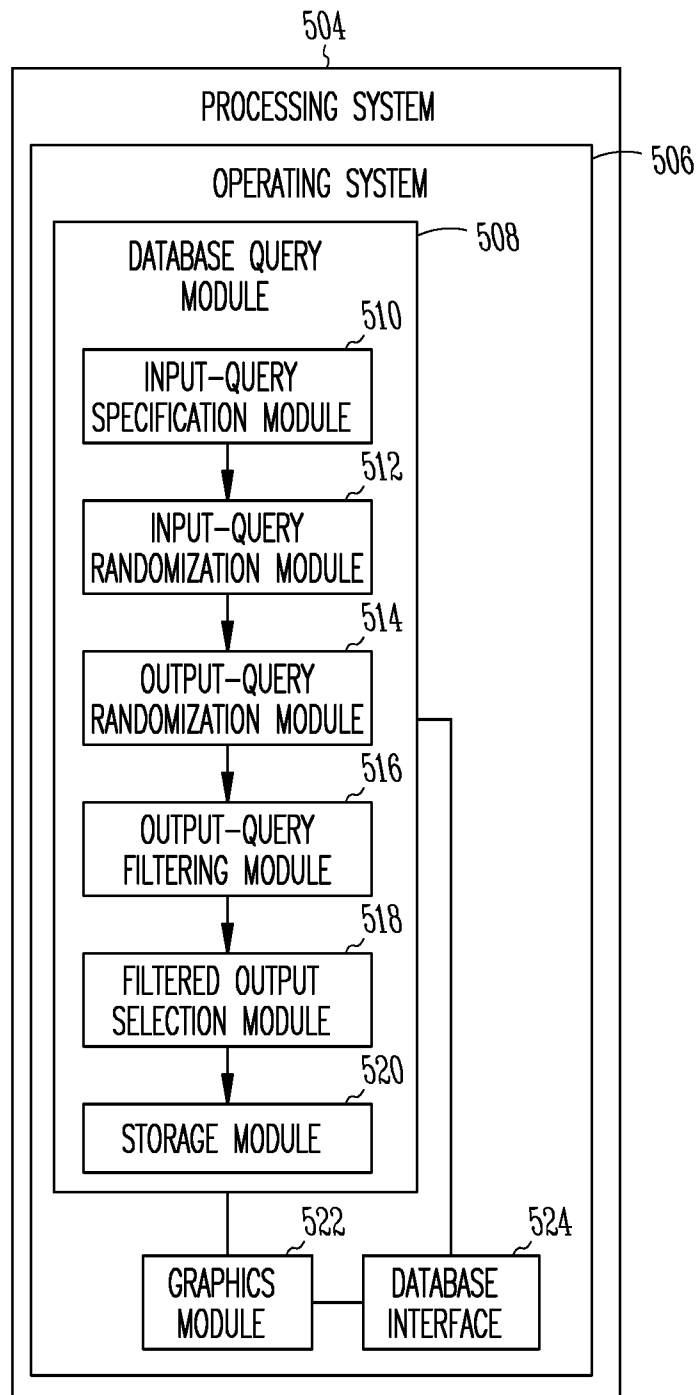 504
PROCESSING SYSTEM
506
OPERATING SYSTEM
508
DATABASE QUERY
MODULE
510
INPUT-QUERY
SPECIFICATION MODULE
512
INPUT-QUERY
RANDOMIZATION MODULE
514
OUTPUT-QUERY
RANDOMIZATION MODULE
516
OUTPUT-QUERY
FILTERING MODULE
518
FILTERED OUTPUT
SELECTION MODULE
520
STORAGE MODULE
522
GRAPHICS
MODULE
524
DATABASE
INTERFACE